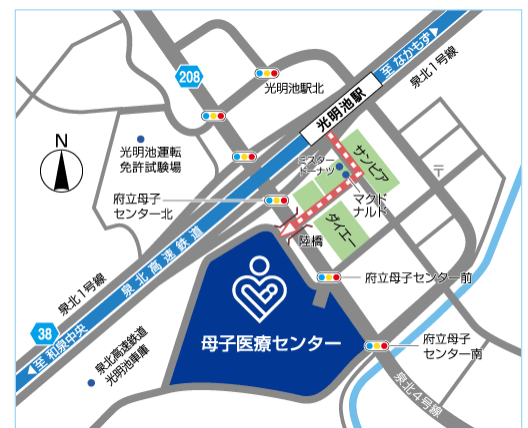 至 なかもず
泉北1号線
208
光明池駅北
光明池駅
N
光明池運転
免許試験場
ミスター
ドーナツ
サンピア
〒
マクド
ナルド
府立母子
センター北
ダイエー
陸橋
泉北高速鉄道
府立母子センター前
泉北1号線
38
至 和泉中央
母子医療センター
府立母子
センター南
泉北高速鉄道
光明池車庫
泉北4号線